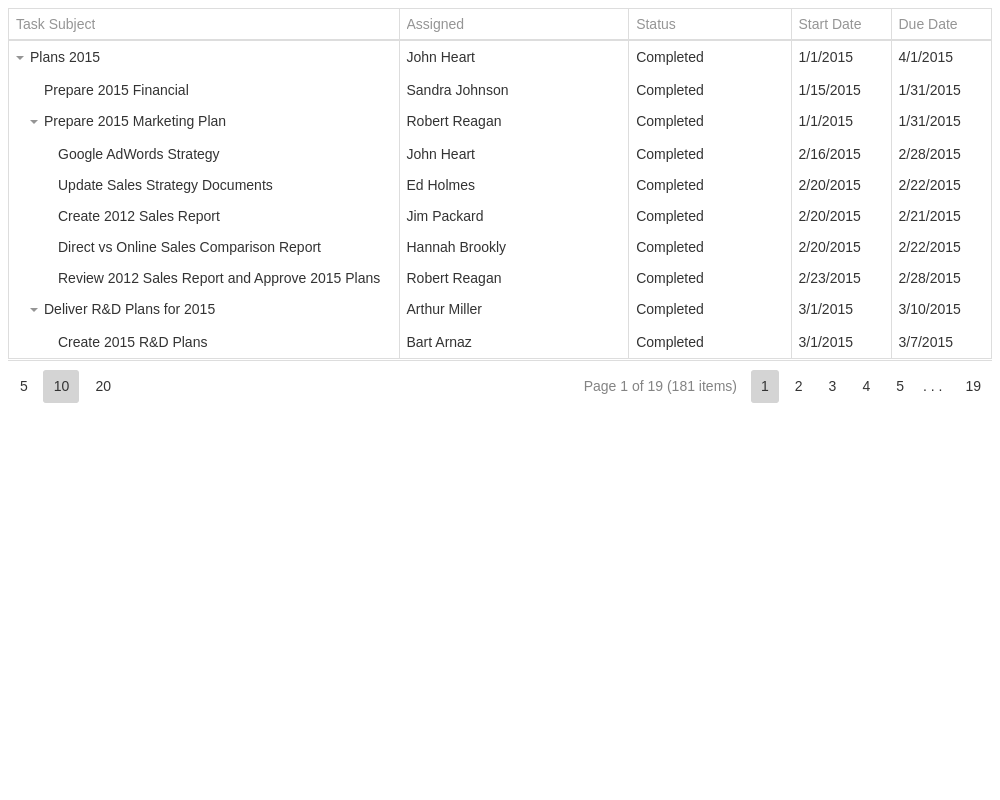 Task Subject Assigned Status Start Date Due Date
Plans 2015 John Heart Completed 1/1/2015 4/1/2015
Prepare 2015 Financial Sandra Johnson Completed 1/15/2015 1/31/2015
Prepare 2015 Marketing Plan Robert Reagan Completed 1/1/2015 1/31/2015
Google AdWords Strategy John Heart Completed 2/16/2015 2/28/2015
Update Sales Strategy Documents Ed Holmes Completed 2/20/2015 2/22/2015
Create 2012 Sales Report Jim Packard Completed 2/20/2015 2/21/2015
Direct vs Online Sales Comparison Report Hannah Brookly Completed 2/20/2015 2/22/2015
Review 2012 Sales Report and Approve 2015 Plans Robert Reagan Completed 2/23/2015 2/28/2015
Deliver R&D Plans for 2015 Arthur Miller Completed 3/1/2015 3/10/2015
Create 2015 R&D Plans Bart Arnaz Completed 3/1/2015 3/7/2015
5 10 20 Page 1 of 19 (181 items) 1 2 3 4 5 . . . 19